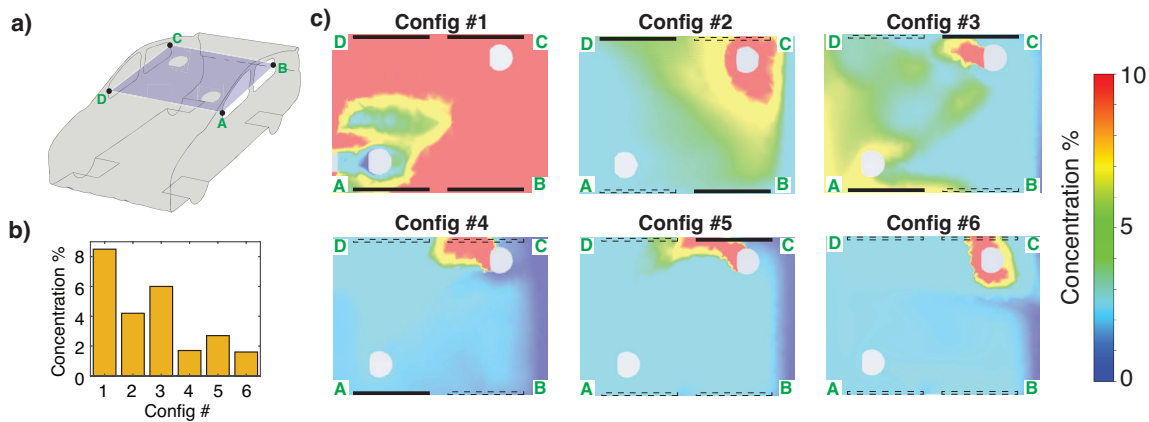 a)
C
B
D
A
b)
Concentration %
8
6
4
2
0
1 2 3 4 5 6
Config #
c)
Config #1
D
C
A
B
Config #2
D
C
A
B
Config #3
D
C
A
B
Config #4
D
C
A
B
Config #5
D
C
A
B
Config #6
D
C
A
B
Concentration %
10
5
0